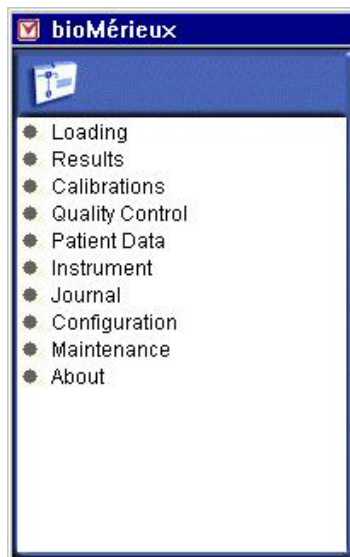 bioMérieux
Loading
Results
Calibrations
Quality Control
Patient Data
Instrument
Journal
Configuration
Maintenance
About